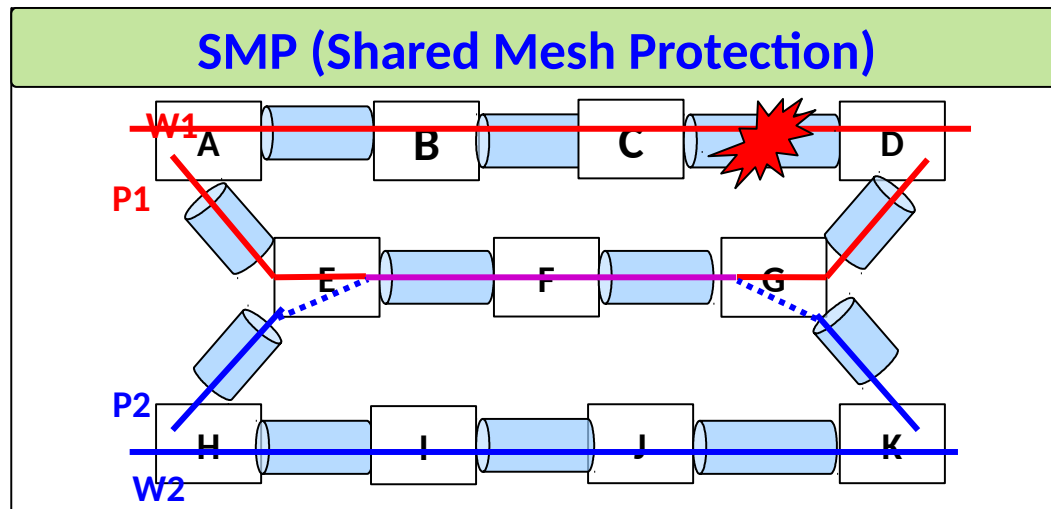 SMP (Shared Mesh Protection)
W1
A
B
C
D
P1
E
F
G
P2
H
I
J
K
W2